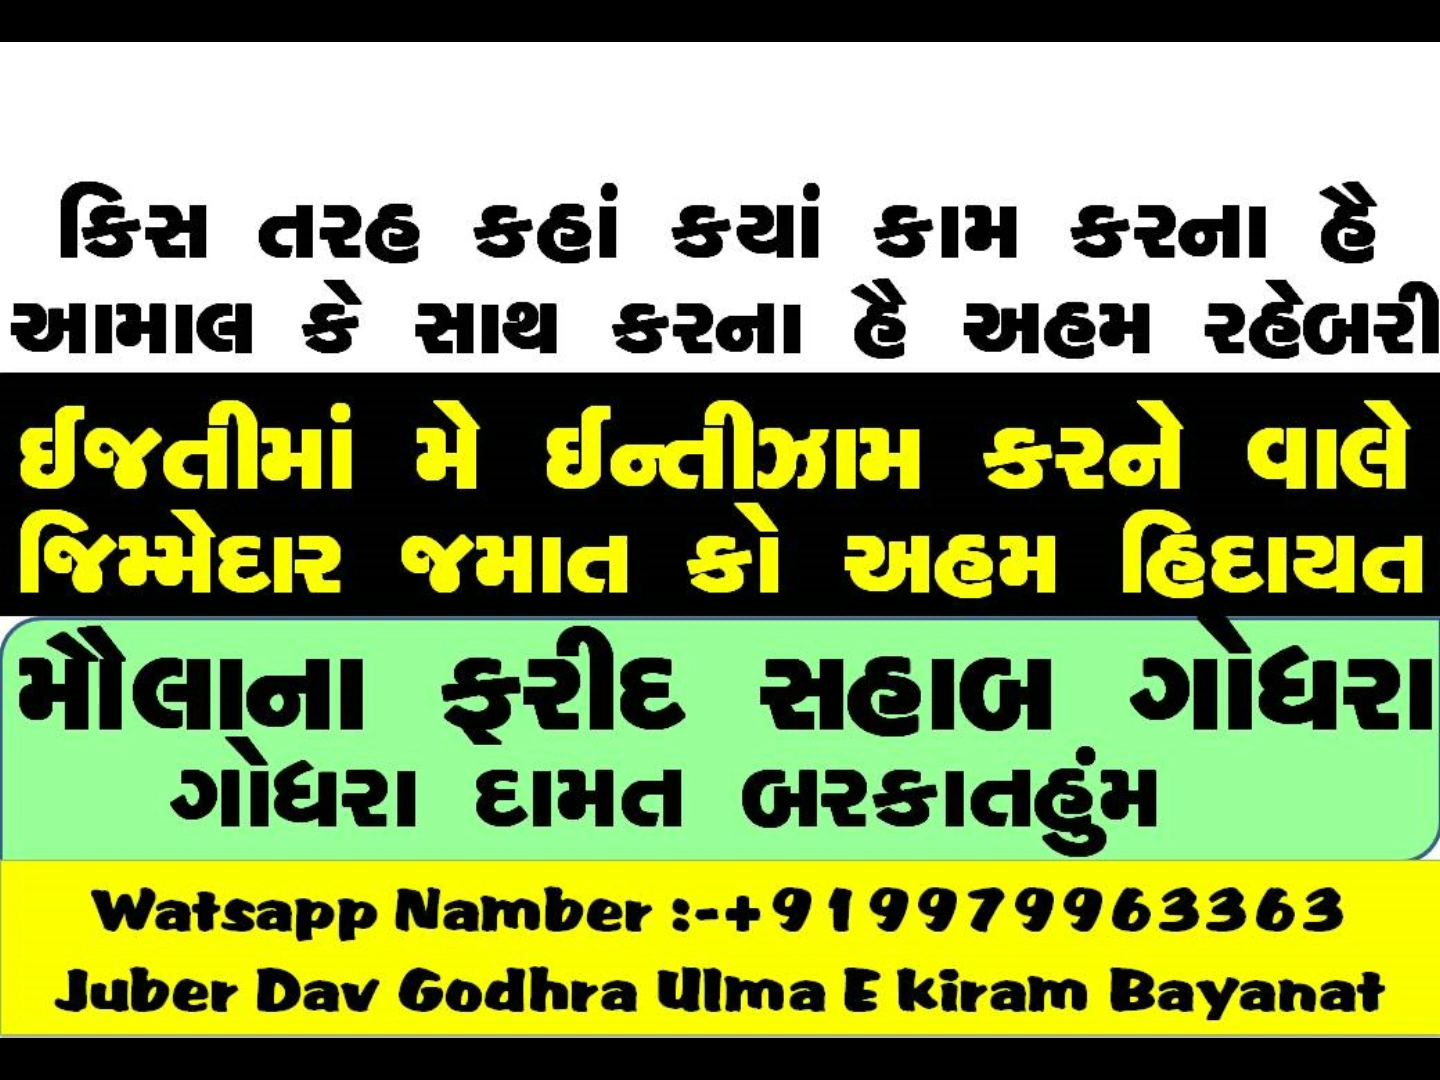 કિસ તરહ કહાં કયાં કામ કરના હૈ
આમાલ કે સાથ કરના હૈ અહમ રહેબરી
ઈજતીમાં મે ઈન્તીઝામ કરને વાલે
જિમ્મેદાર જમાત કો અહમ હિદાયત
મૌલાના ફરીદ સહાબ ગોધરા
ગોધરા દામત બરકાતહુંમ
Watsapp Namber :-+919979963363
Juber Dav Godhra Ulma E kiram Bayanat